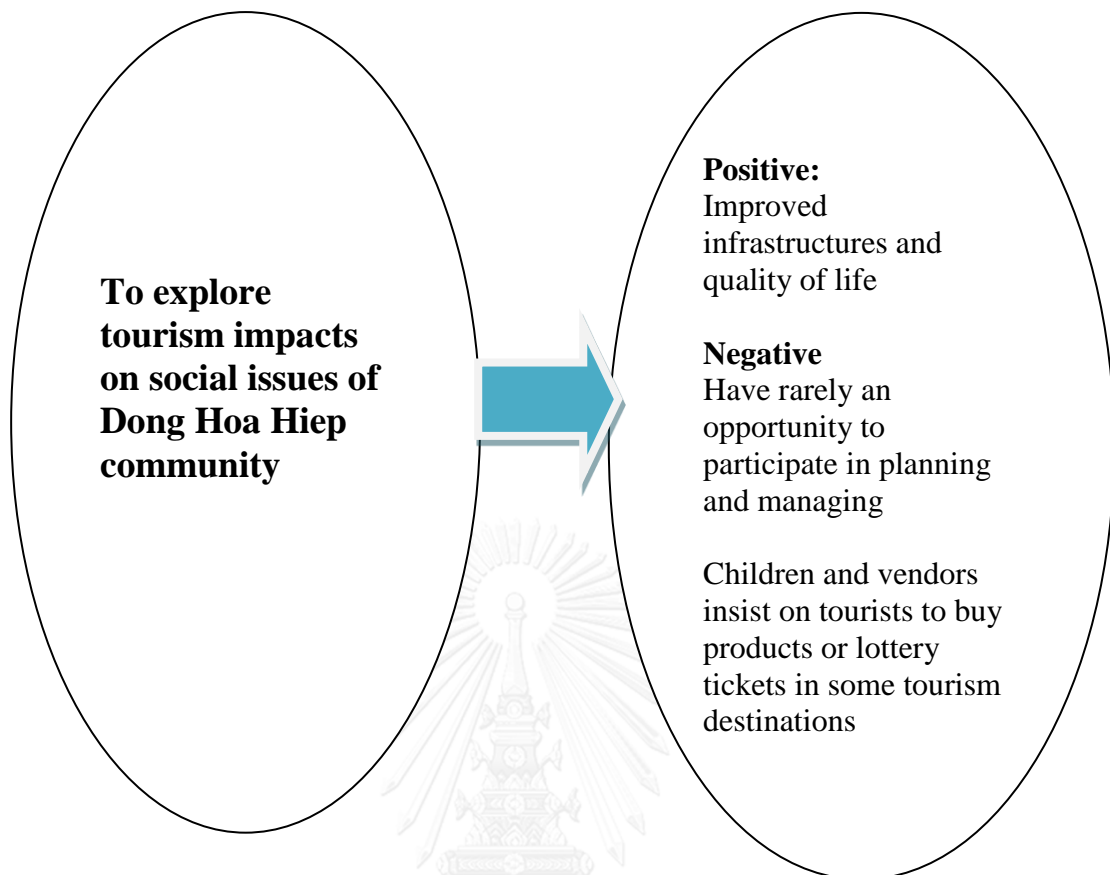 To explore
tourism impacts
on social issues of
Dong Hoa Hiep
community
Positive:
Improved
infrastructures and
quality of life
Negative
Have rarely an
opportunity to
participate in planning
and managing
Children and vendors
insist on tourists to buy
products or lottery
tickets in some tourism
destinations